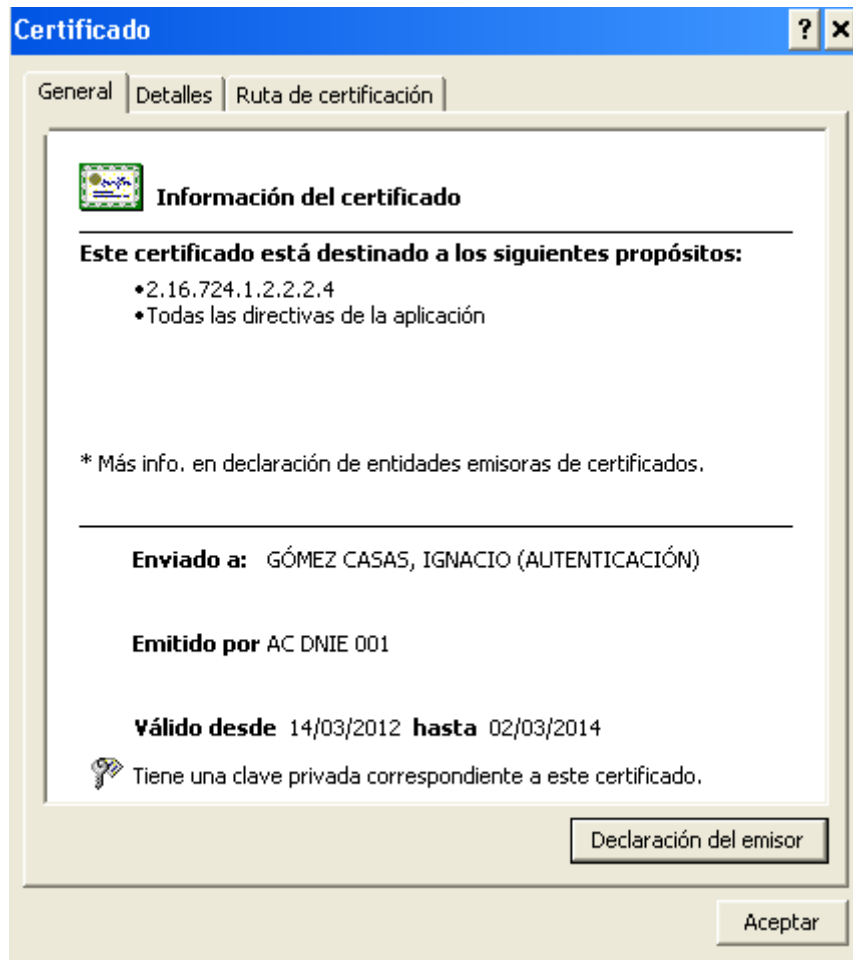 Certificado
General Detalles Ruta de certificación
Información del certificado
Este certificado está destinado a los siguientes propósitos:
•2.16.724.1.2.2.2.4
•Todas las directivas de la aplicación
* Más info. en declaración de entidades emisoras de certificados.
Enviado a: GÓMEZ CASAS, IGNACIO (AUTENTICACIÓN)
Emitido por AC DNIE 001
Válido desde 14/03/2012 hasta 02/03/2014
Tiene una clave privada correspondiente a este certificado.
Declaración del emisor
Aceptar